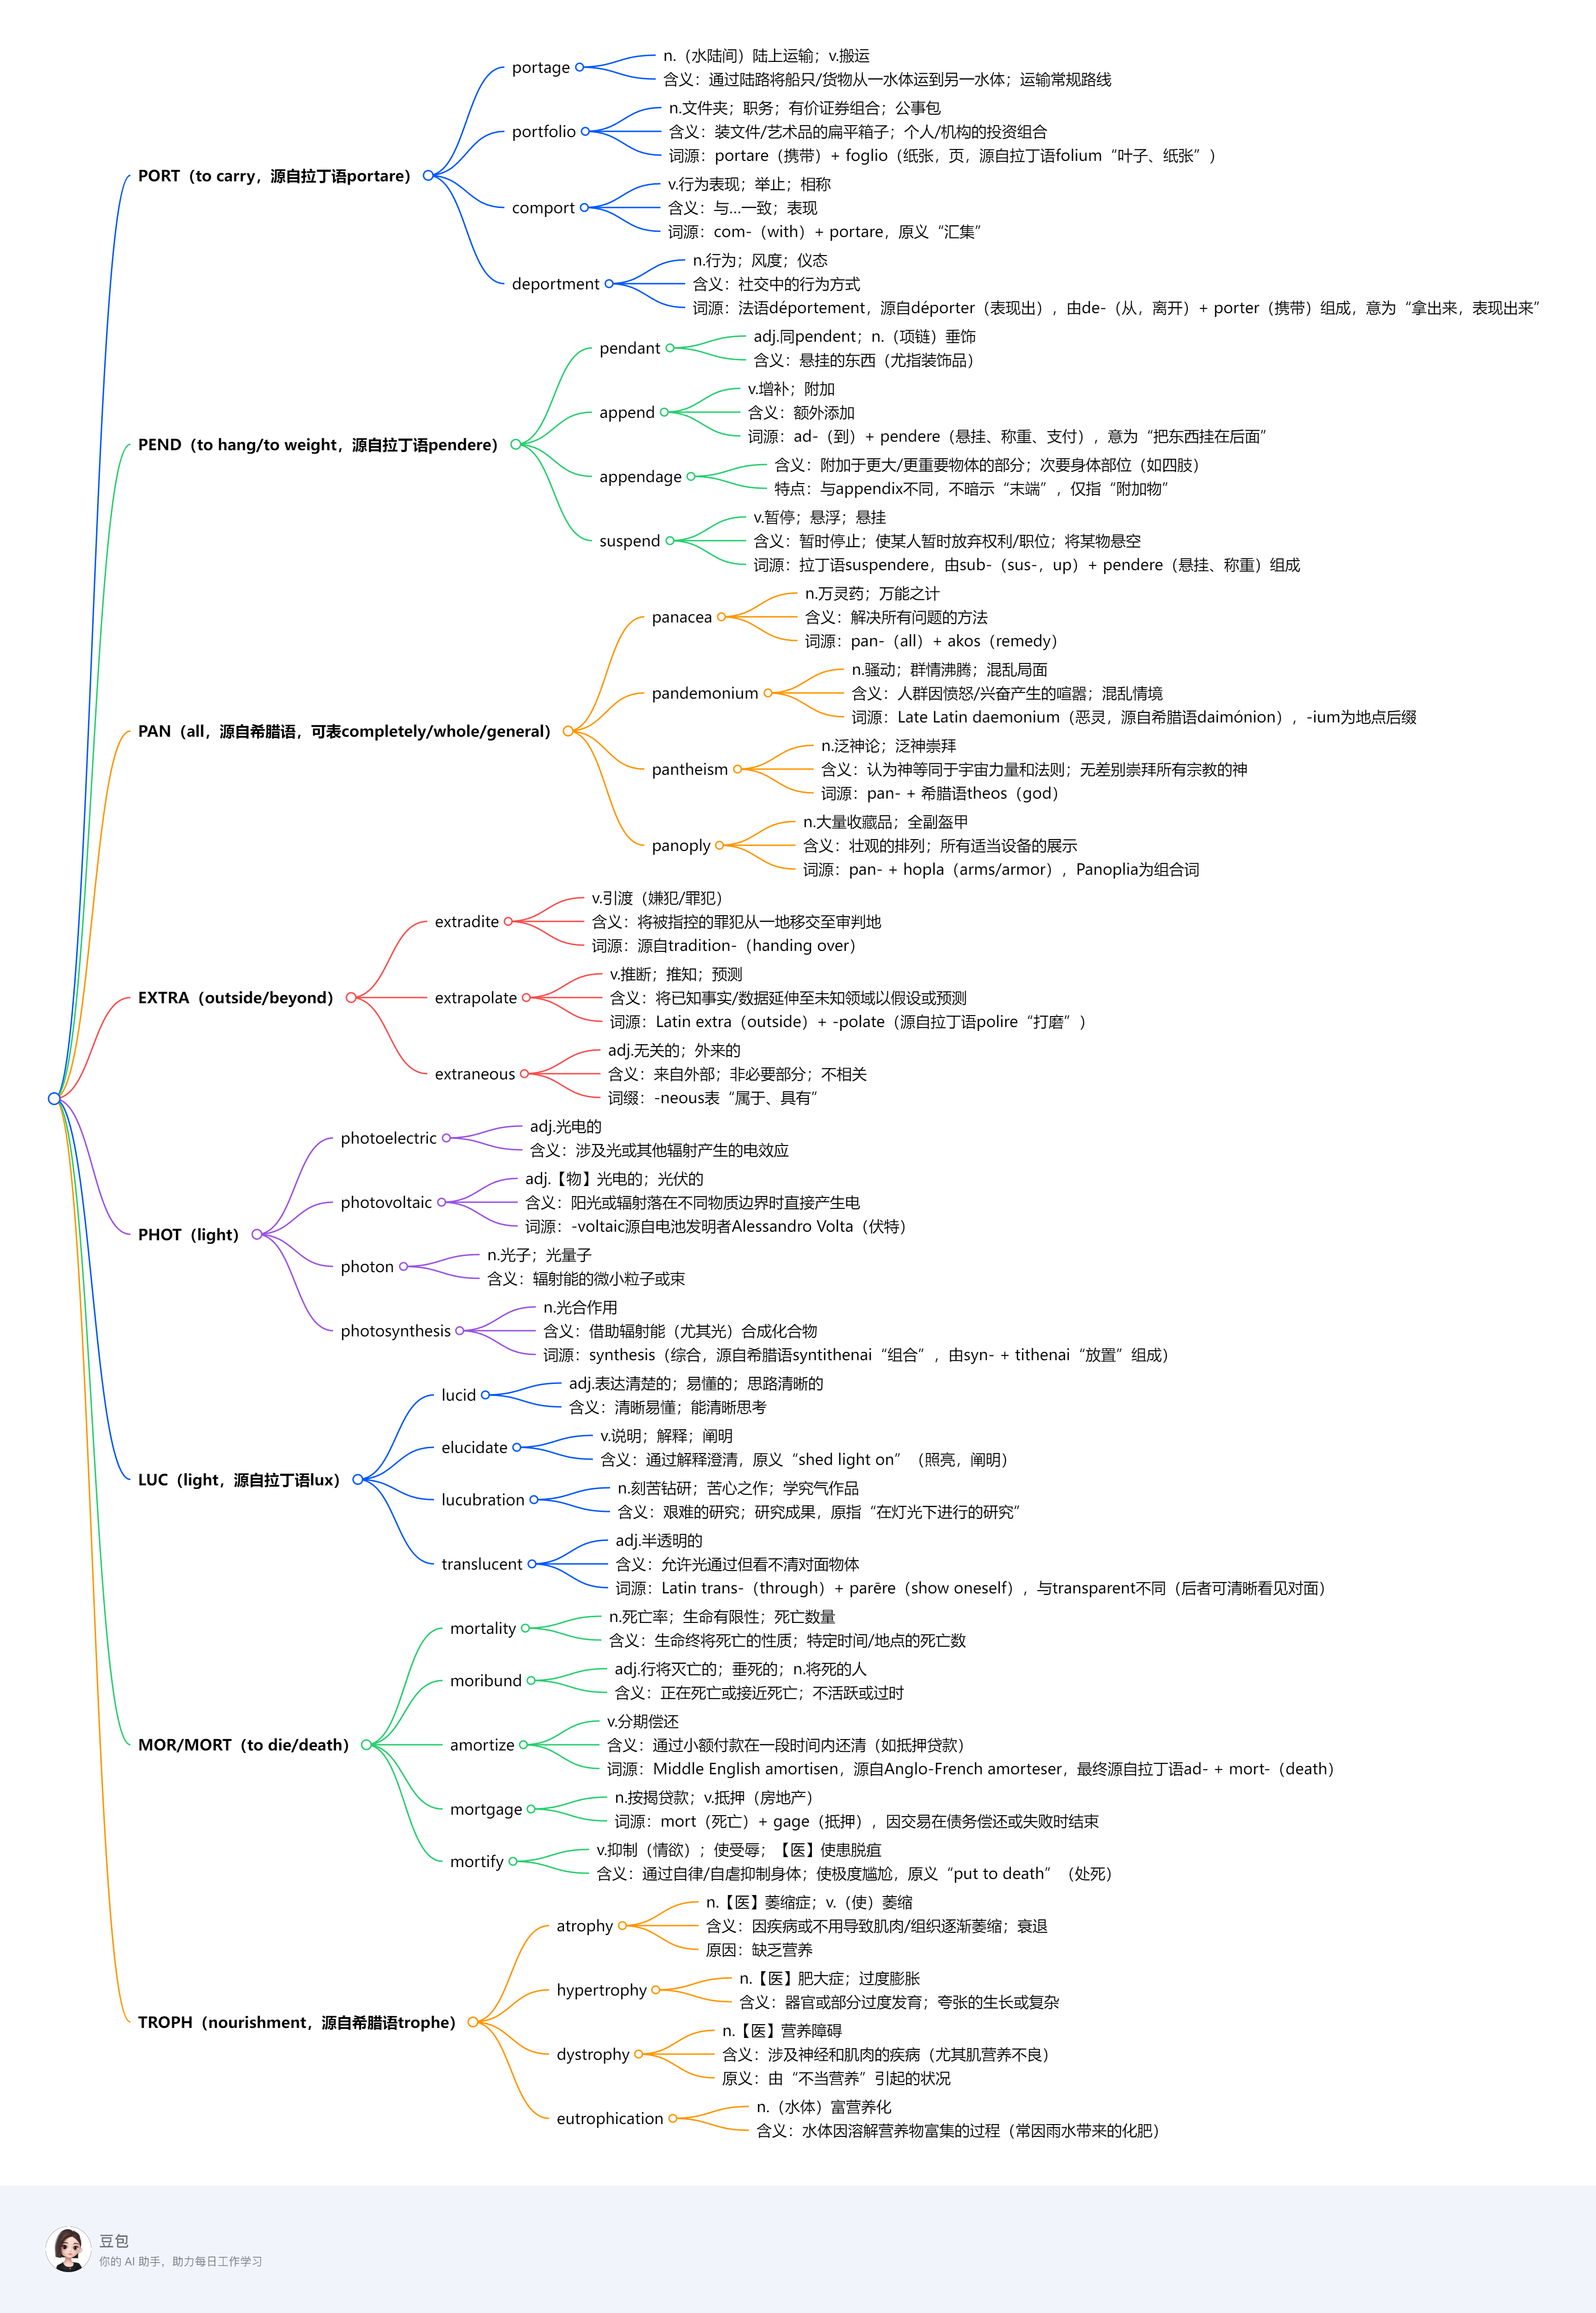 PORT（to carry，源自拉丁语portare）
portage
n.（水陆间）陆上运输；v.搬运
含义：通过陆路将船只/货物从一水体运到另一水体；运输常规路线
portfolio
n.文件夹；职务；有价证券组合；公事包
含义：装文件/艺术品的扁平箱子；个人/机构的投资组合
词源：portare（携带）+ foglio（纸张，页，源自拉丁语folium“叶子、纸张”）
comport
v.行为表现；举止；相称
含义：与...一致；表现
词源：com-（with）+ portare，原义“汇集”
deportment
n.行为；风度；仪态
含义：社交中的行为方式
词源：法语déportement，源自déporter（表现出），由de-（从，离开）+ porter（携带）组成，意为“拿出来，表现出来”
PEND（to hang/to weight，源自拉丁语pendere）
pendant
adj.同pendent；n.（项链）垂饰
含义：悬挂的东西（尤指装饰品）
append
v.增补；附加
含义：额外添加
词源：ad-（到）+ pendere（悬挂、称重、支付），意为“把东西挂在后面”
appendage
含义：附加于更大/更重要物体的部分；次要身体部位（如四肢）
特点：与appendix不同，不暗示“末端”，仅指“附加物”
suspend
v.暂停；悬浮；悬挂
含义：暂时停止；使某人暂时放弃权利/职位；将某物悬空
词源：拉丁语suspendere，由sub-（sus-，up）+ pendere（悬挂、称重）组成
PAN（all，源自希腊语，可表completely/whole/general）
panacea
n.万灵药；万能之计
含义：解决所有问题的方法
词源：pan-（all）+ akos（remedy）
pandemonium
n.骚动；群情沸腾；混乱局面
含义：人群因愤怒/兴奋产生的喧嚣；混乱情境
词源：Late Latin daemonium（恶灵，源自希腊语daimónion），-ium为地点后缀
pantheism
n.泛神论；泛神崇拜
含义：认为神等同于宇宙力量和法则；无差别崇拜所有宗教的神
词源：pan- + 希腊语theos（god）
panoply
n.大量收藏品；全副盔甲
含义：壮观的排列；所有适当设备的展示
词源：pan- + hopla（arms/armor），Panoplia为组合词
EXTRA（outside/beyond）
extradite
v.引渡（嫌犯/罪犯）
含义：将被指控的罪犯从一地移交至审判地
词源：源自tradition-（handing over）
extrapolate
v.推断；推知；预测
含义：将已知事实/数据延伸至未知领域以假设或预测
词源：Latin extra（outside）+ -polate（源自拉丁语polire“打磨”）
extraneous
adj.无关的；外来的
含义：来自外部；非必要部分；不相关
词缀：-neous表“属于、具有”
PHOT（light）
photoelectric
adj.光电的
含义：涉及光或其他辐射产生的电效应
photovoltaic
adj.【物】光电的；光伏的
含义：阳光或辐射落在不同物质边界时直接产生电
词源：-voltaic源自电池发明者Alessandro Volta（伏特）
photon
n.光子；光量子
含义：辐射能的微小粒子或束
photosynthesis
n.光合作用
含义：借助辐射能（尤其光）合成化合物
词源：synthesis（综合，源自希腊语syntithenai“组合”，由syn- + tithenai“放置”组成）
LUC（light，源自拉丁语lux）
lucid
adj.表达清楚的；易懂的；思路清晰的
含义：清晰易懂；能清晰思考
elucidate
v.说明；解释；阐明
含义：通过解释澄清，原义“shed light on”（照亮，阐明）
lucubration
n.刻苦钻研；苦心之作；学究气作品
含义：艰难的研究；研究成果，原指“在灯光下进行的研究”
translucent
adj.半透明的
含义：允许光通过但看不清对面物体
词源：Latin trans-（through）+ parēre（show oneself），与transparent不同（后者可清晰看见对面）
MOR/MORT（to die/death）
mortality
n.死亡率；生命有限性；死亡数量
含义：生命终将死亡的性质；特定时间/地点的死亡数
moribund
adj.行将灭亡的；垂死的；n.将死的人
含义：正在死亡或接近死亡；不活跃或过时
amortize
v.分期偿还
含义：通过小额付款在一段时间内还清（如抵押贷款）
词源：Middle English amortisen，源自Anglo-French amorteser，最终源自拉丁语ad- + mort-（death）
mortgage
n.按揭贷款；v.抵押（房地产）
词源：mort（死亡）+ gage（抵押），因交易在债务偿还或失败时结束
mortify
v.抑制（情欲）；使受辱；【医】使患脱疽
含义：通过自律/自虐抑制身体；使极度尴尬，原义“put to death”（处死）
TROPH（nourishment，源自希腊语trophe）
atrophy
n.【医】萎缩症；v.（使）萎缩
含义：因疾病或不用导致肌肉/组织逐渐萎缩；衰退
原因：缺乏营养
hypertrophy
n.【医】肥大症；过度膨胀
含义：器官或部分过度发育；夸张的生长或复杂
dystrophy
n.【医】营养障碍
含义：涉及神经和肌肉的疾病（尤其肌营养不良）
原义：由“不当营养”引起的状况
eutrophication
n.（水体）富营养化
含义：水体因溶解营养物富集的过程（常因雨水带来的化肥）
豆包
你的 AI 助手，助力每日工作学习